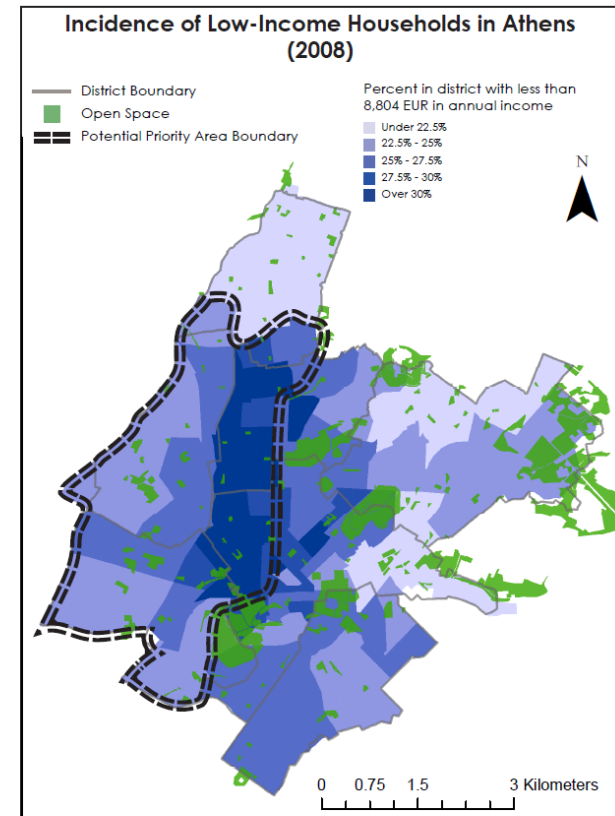 Incidence of Low-Income Households in Athens
(2008)
District Boundary
Open Space
Potential Priority Area Boundary
Percent in district with less than
8,804 EUR in annual income
Under 22.5%
22.5% - 25%
25% - 27.5%
27.5% - 30%
Over 30%
N
0 0.75 1.5 3 Kilometers